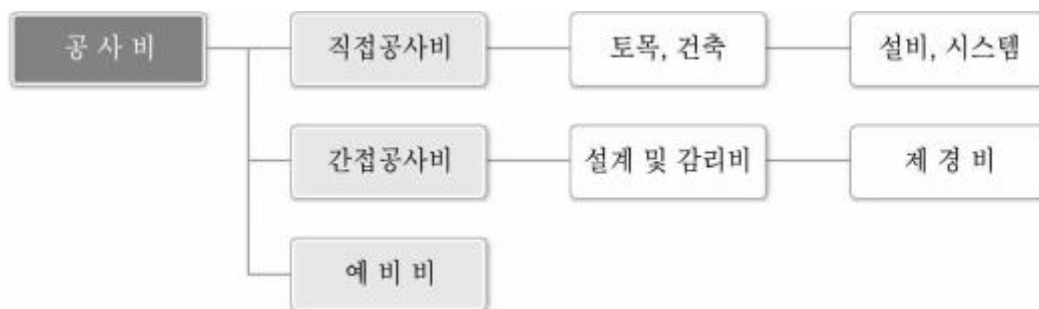 공 사 비
직접공사비
토목, 건축
설비, 시스템
간접공사비
설계 및 감리비
제 경 비
예 비 비